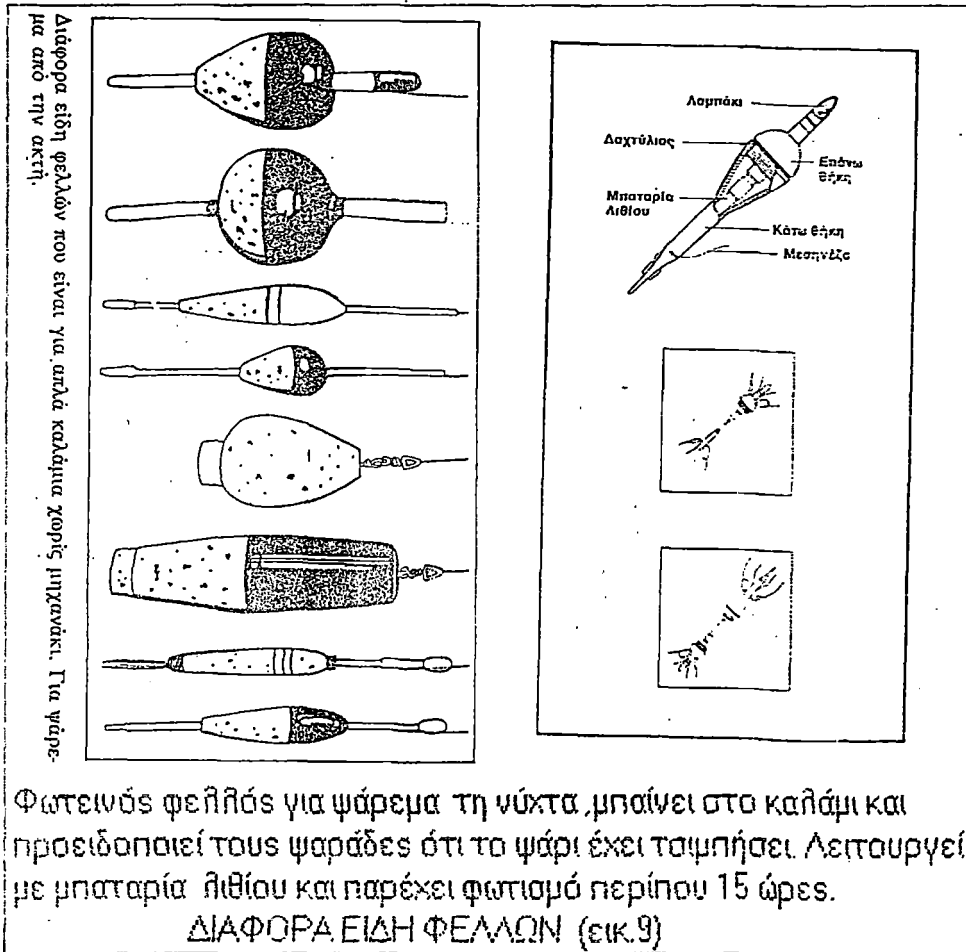 Διάφορα είδη φελλών που είναι για απλά καλάμια χωρίς μηχανάκι. Για ψάρε-
μα από την ακτή.
Λαμπάκι
Δαχτύλιος
Επάνω
θήκη
Μπαταρία
Λιθίου
Κάτω θήκη
Μεσηνέζα
Φωτεινός φελλός για ψάρεμα τη νύχτα,μπαίνει στο καλάμι και
προειδοποιεί τους ψαράδες ότι το ψάρι έχει τσιμπήσει. Λειτουργεί
με μπαταρία λιθίου και παρέχει φωτισμό περίπου 15 ώρες.
ΔΙΑΦΟΡΑ ΕΙΔΗ ΦΕΛΛΩΝ (εικ.9)